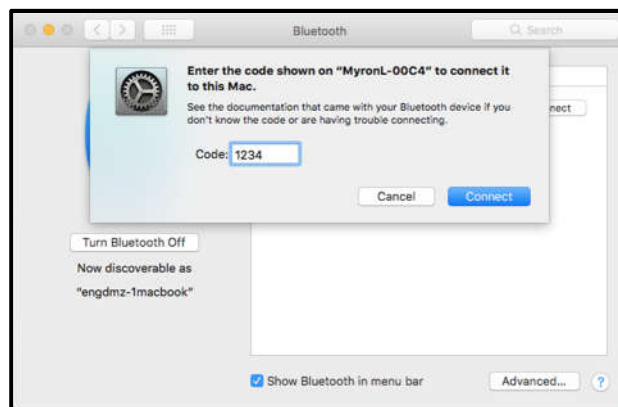 Bluetooth
Search
Enter the code shown on “MyronL-00C4” to connect it
to this Mac.
See the documentation that came with your Bluetooth device if you
don't know the code or are having trouble connecting.
nect
Code: 1234
Cancel
Connect
Turn Bluetooth Off
Now discoverable as
“engdmz-1macbook”
Show Bluetooth in menu bar
Advanced...
?